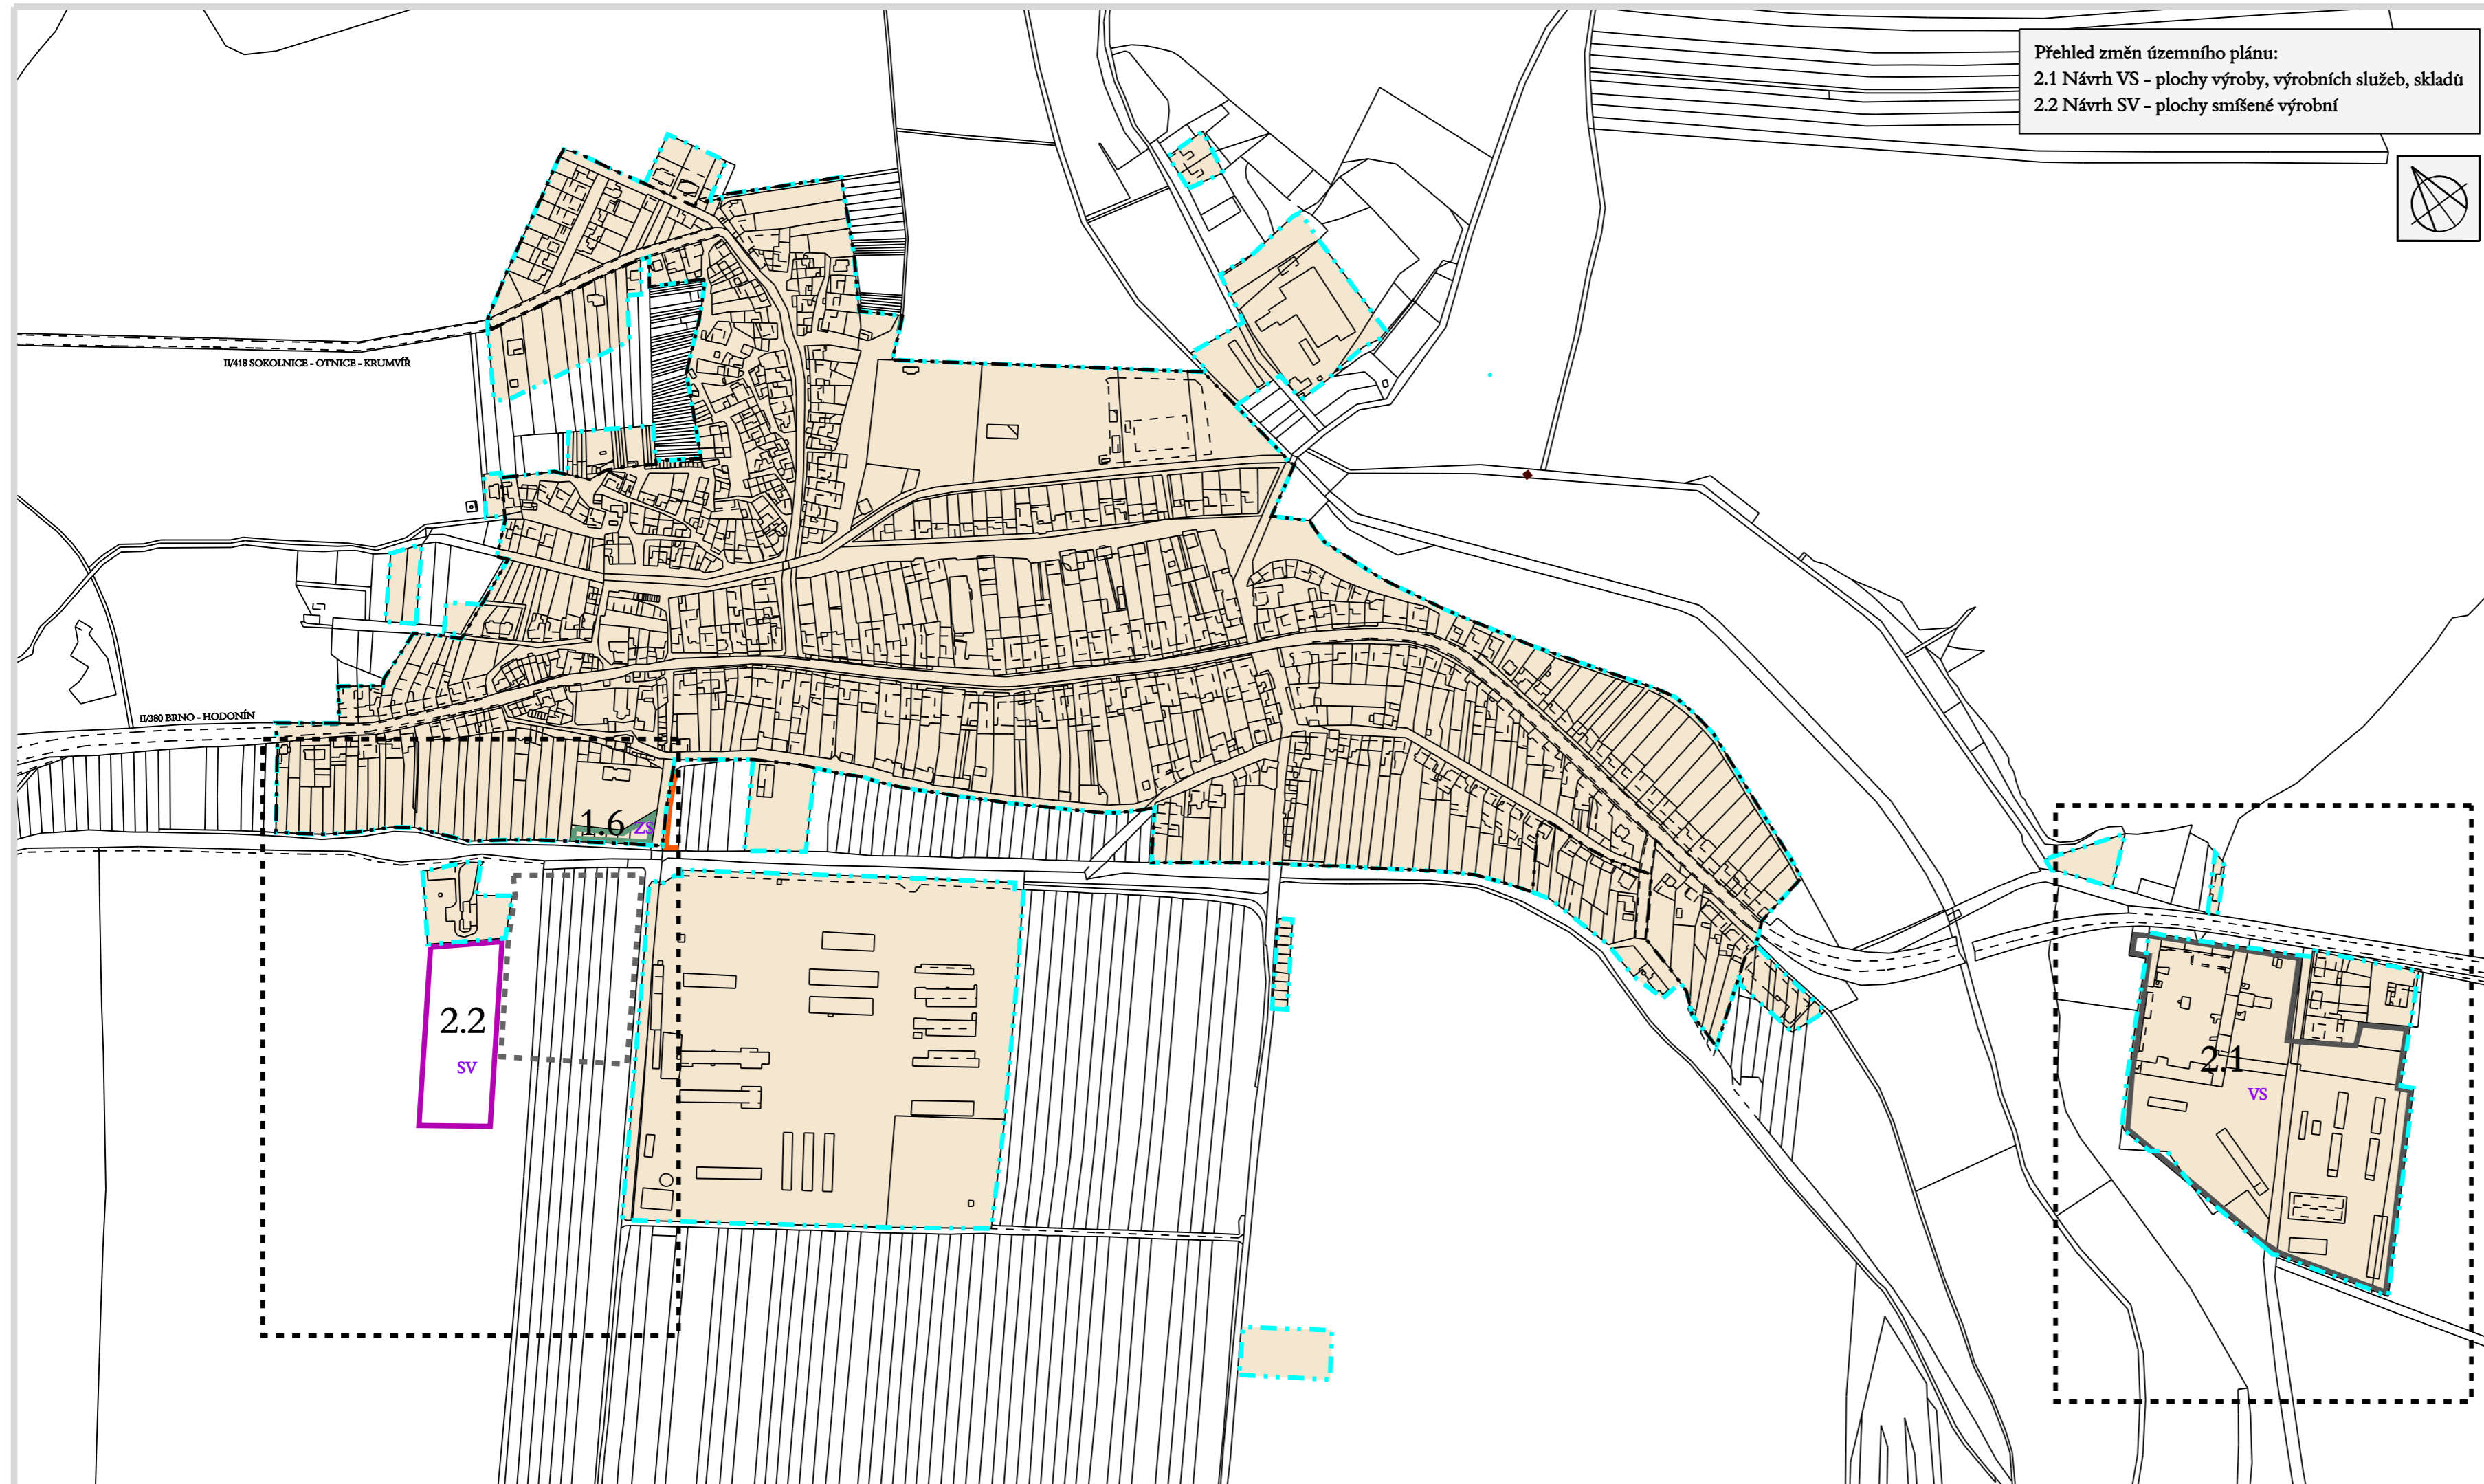 Přehled změn územního plánu:
2.1 Návrh VS - plochy výroby, výrobních služeb, skladů
2.2 Návrh SV - plochy smíšené výrobní
II/418 SOKOLNICE - OTNICE - KRUMVÍŘ
II/380 BRNO - HODONÍN
1.6 ZS
2.2
SV
2.1
VS